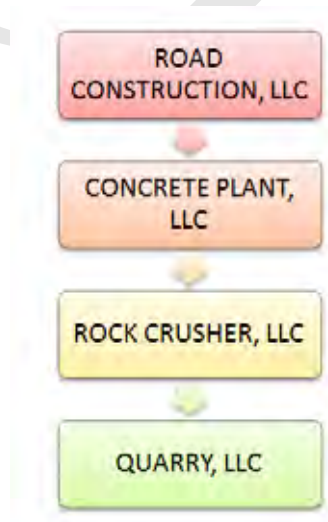 ROAD
CONSTRUCTION, LLC
CONCRETE PLANT,
LLC
ROCK CRUSHER, LLC
QUARRY, LLC